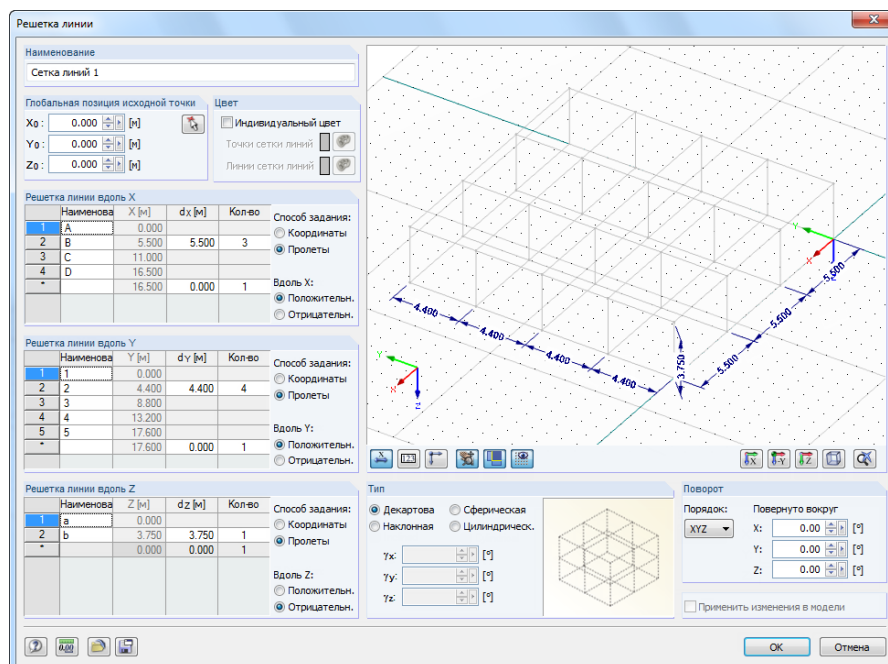 Решетка линии
Наименование
Сетка линий 1
Глобальная позиция исходной точки
X0 : 0.000 [м]
Y0 : 0.000 [м]
Z0 : 0.000 [м]
Цвет
Индивидуальный цвет
Точки сетки линий
Линии сетки линий
Решетка линии вдоль X
Наименова X [м] dX [м] Кол-во
1 A 0.000
2 B 5.500 5.500 3
3 C 11.000
4 D 16.500
* 16.500 0.000 1
Способ задания:
Координаты
Пролеты
Вдоль X:
Положительн.
Отрицательн.
Решетка линии вдоль Y
Наименова Y [м] dY [м] Кол-во
1 1 0.000
2 2 4.400 4.400 4
3 3 8.800
4 4 13.200
5 5 17.600
* 17.600 0.000 1
Способ задания:
Координаты
Пролеты
Вдоль Y:
Положительн.
Отрицательн.
Решетка линии вдоль Z
Наименова Z [м] dZ [м] Кол-во
1 a 0.000
2 b 3.750 3.750 1
* 0.000 0.000 1
Способ задания:
Координаты
Пролеты
Вдоль Z:
Положительн.
Отрицательн.
4.400
4.400
4.400
4.400
3.750
5.500
5.500
5.500
Y
X
Y
X
Z
X
1 2 3
X
-Y
Z
Тип
Декартова
Сферическая
Наклонная
Цилиндрическ.
γx: [°]
γy: [°]
γz: [°]
Поворот
Порядок:
XYZ
Повернуто вокруг
X: 0.00 [°]
Y: 0.00 [°]
Z: 0.00 [°]
Применить изменения в модели
0.00
OK
Отмена